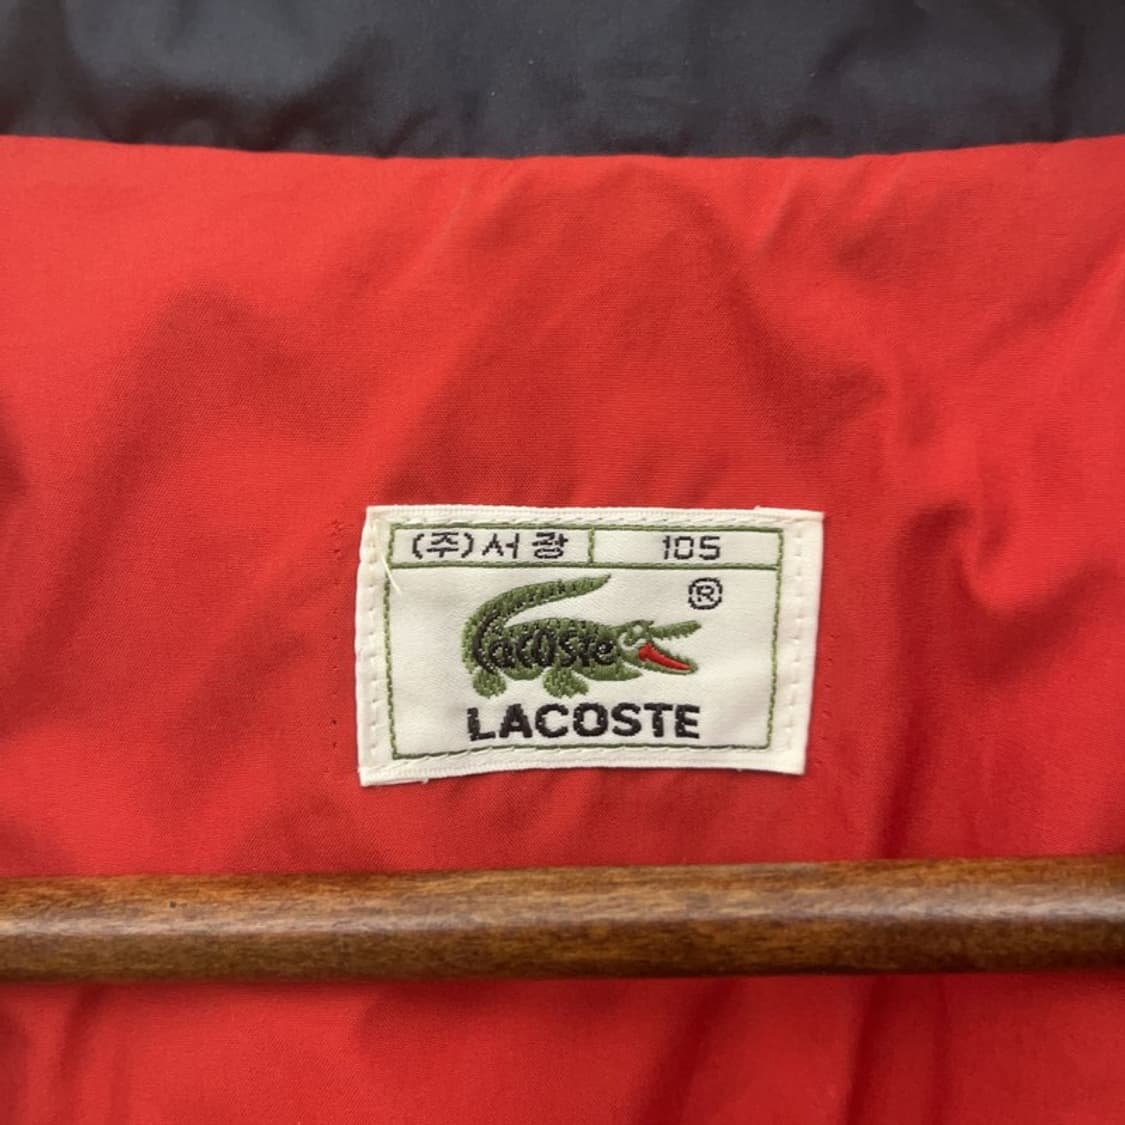 (주)서광 105
®
Lacoste
LACOSTE